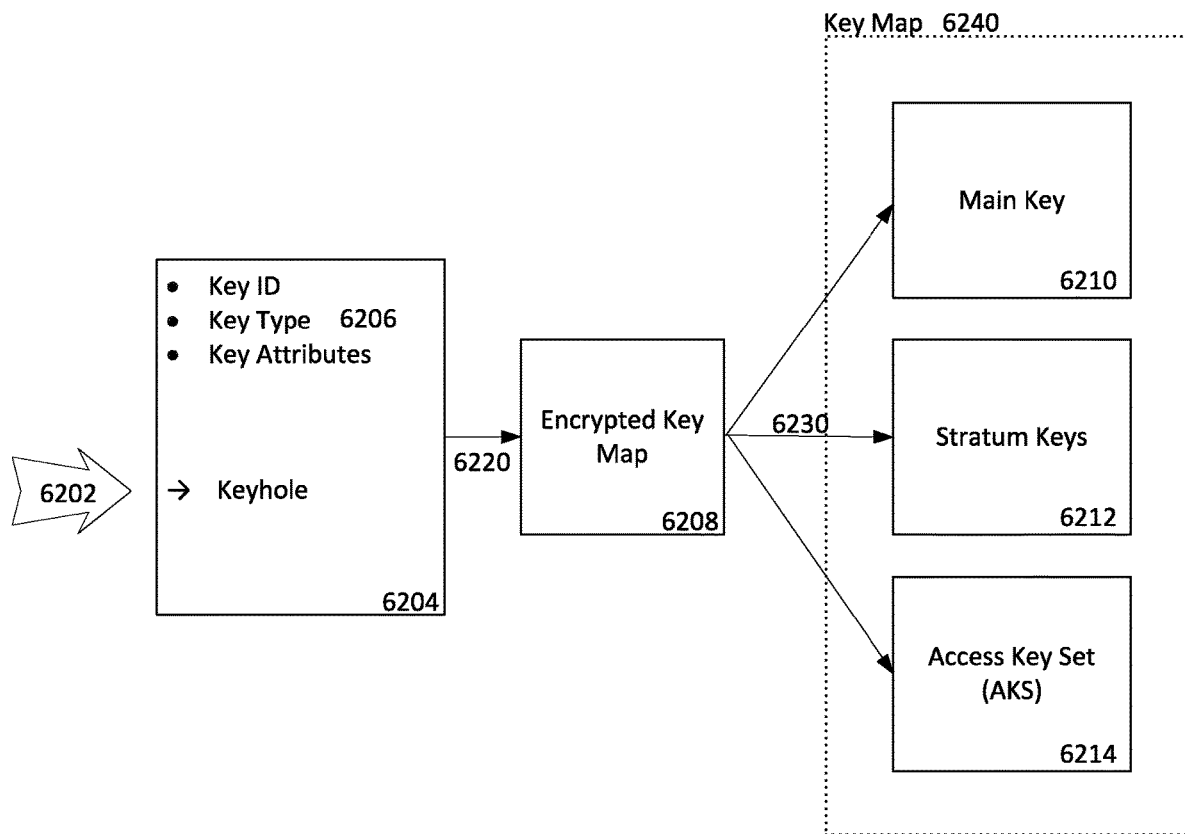 Key Map 6240
Main Key
6210
• Key ID
• Key Type 6206
• Key Attributes
6202
→ Keyhole
6204
6220
Encrypted Key
Map
6208
6230
Stratum Keys
6212
Access Key Set
(AKS)
6214